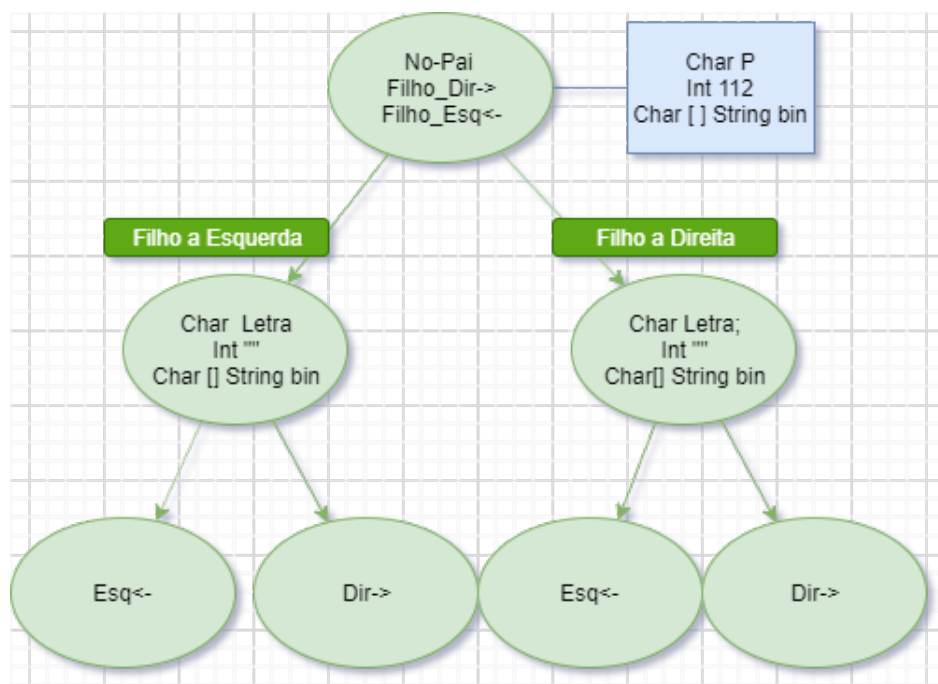 No-Pai
Filho_Dir->
Filho_Esq<-
Char P
Int 112
Char [ ] String bin
Filho a Esquerda
Filho a Direita
Char  Letra
Int ""
Char [] String bin
Char Letra;
Int ""
Char[] String bin
Esq<-
Dir->
Esq<-
Dir->